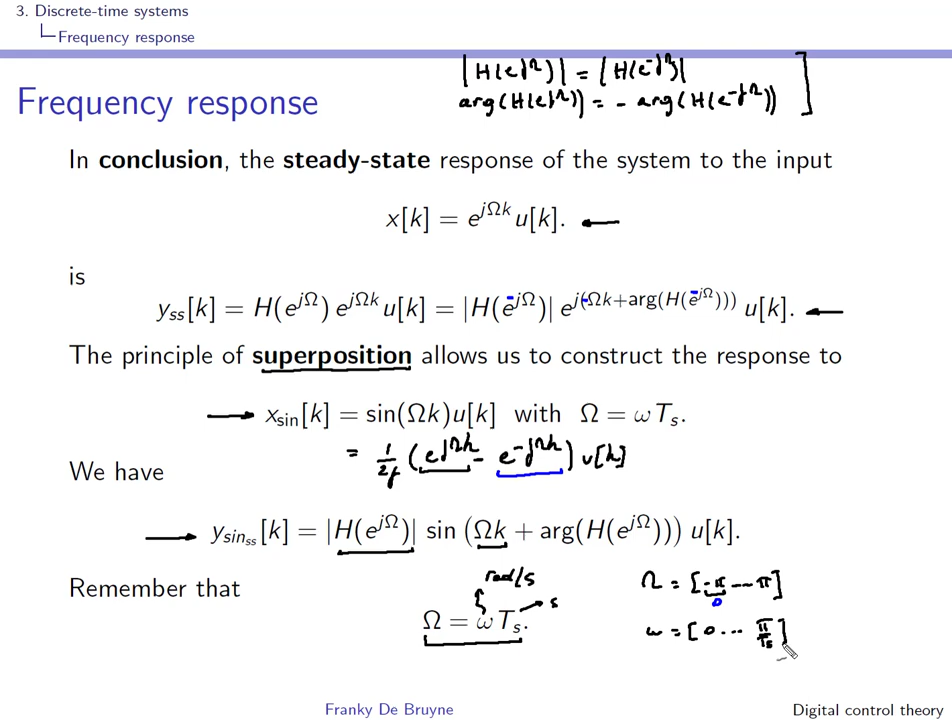 3. Discrete-time systems
Frequency response
|H(e^jΩ)| = |H(e^-jΩ)|
Frequency response
arg(H(e^jΩ)) = - arg(H(e^-jΩ))
In conclusion, the steady-state response of the system to the input
x[k] = e^jΩk u[k].
is
y_ss[k] = H(e^jΩ) e^jΩk u[k] = |H(e^-jΩ)| e^j(-Ωk+arg(H(e^-jΩ))) u[k].
The principle of superposition allows us to construct the response to
x_sin[k] = sin(Ωk)u[k] with Ω = ωT_s.
= 1/2j (e^jΩk - e^-jΩk) u[k]
We have
y_sin_ss[k] = |H(e^jΩ)| sin (Ωk + arg(H(e^jΩ))) u[k].
rad/s
Remember that
Ω = [-π -- π]
0
s
Ω = ωT_s.
ω = [0 ... π/Ts]
Franky De Bruyne
Digital control theory